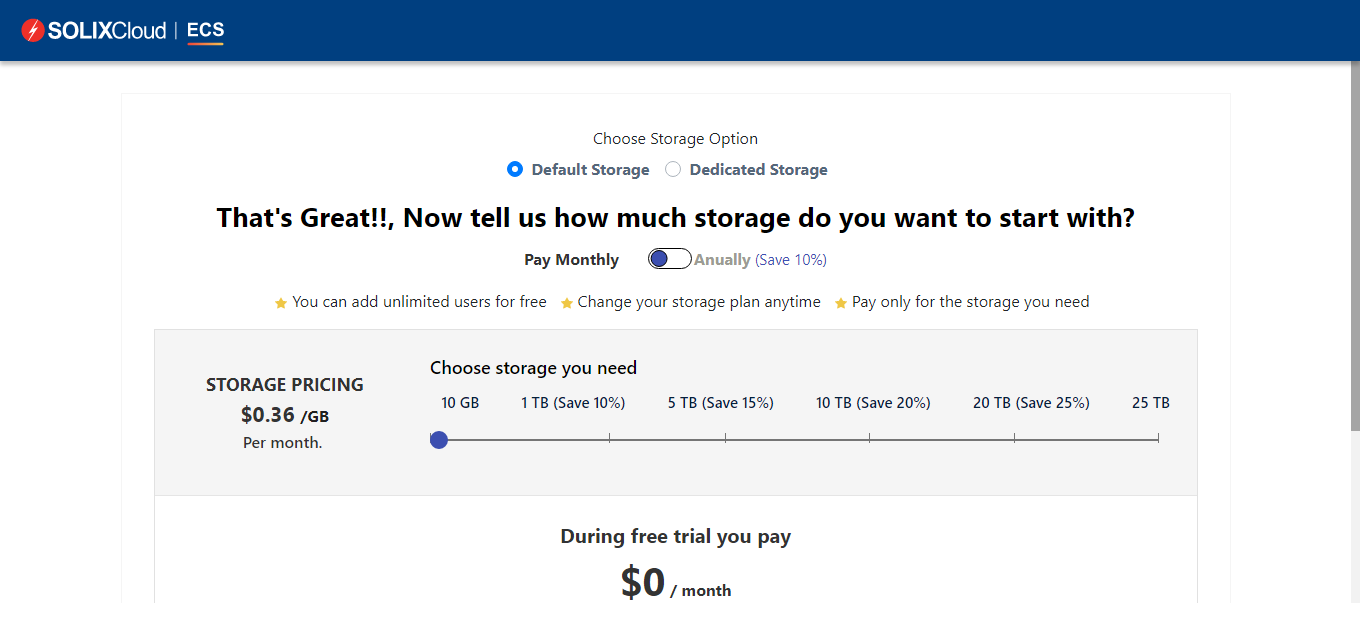 SOLIXCloud | ECS
Choose Storage Option
Default Storage Dedicated Storage
That's Great!!, Now tell us how much storage do you want to start with?
Pay Monthly Anually (Save 10%)
You can add unlimited users for free Change your storage plan anytime Pay only for the storage you need
STORAGE PRICING
$0.36 /GB
Per month.
Choose storage you need
10 GB 1 TB (Save 10%) 5 TB (Save 15%) 10 TB (Save 20%) 20 TB (Save 25%) 25 TB
During free trial you pay
$0 / month